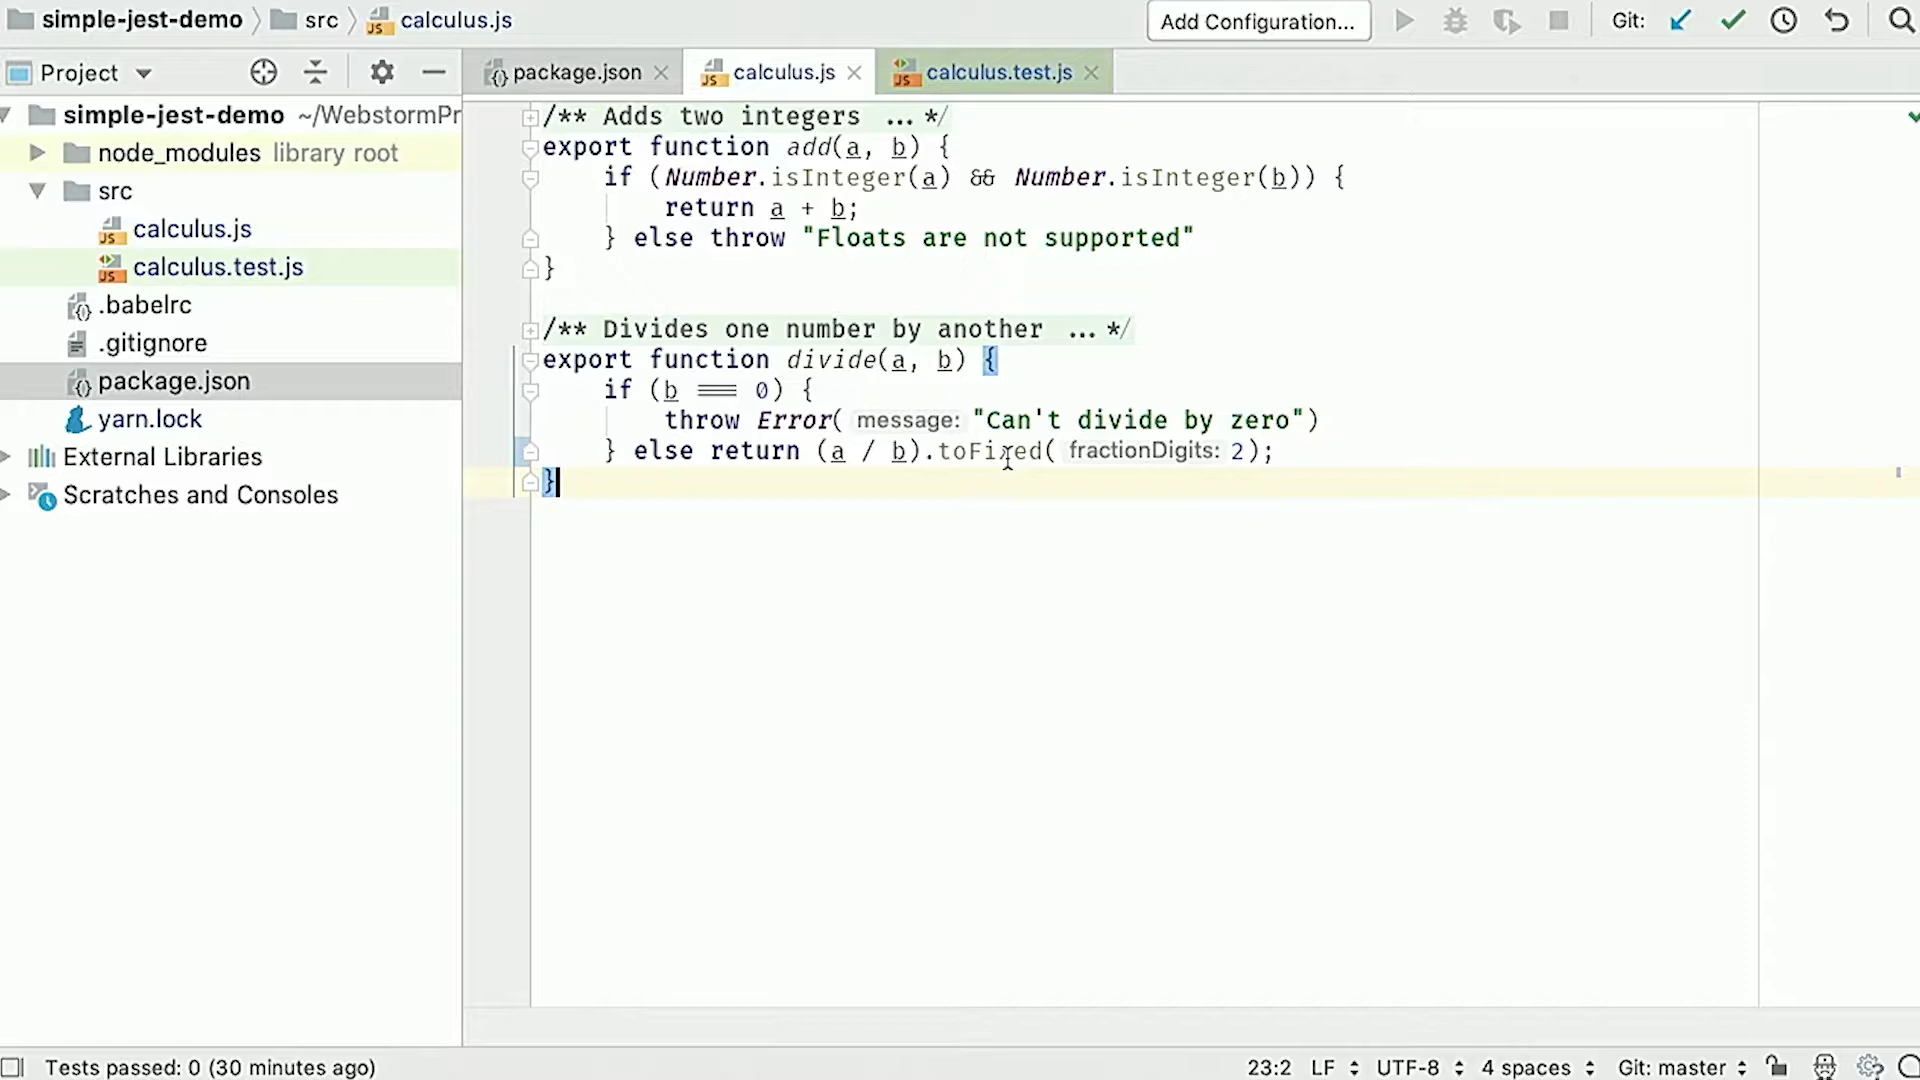 simple-jest-demo src calculus.js Add Configuration... Git:
Project package.json calculus.js calculus.test.js
simple-jest-demo ~/WebstormPr
node_modules library root
src
calculus.js
calculus.test.js
.babelrc
.gitignore
package.json
yarn.lock
External Libraries
Scratches and Consoles
/** Adds two integers ...*/
export function add(a, b) {
if (Number.isInteger(a) && Number.isInteger(b)) {
return a + b;
} else throw "Floats are not supported"
}
/** Divides one number by another ...*/
export function divide(a, b) {
if (b === 0) {
throw Error( message: "Can't divide by zero")
} else return (a / b).toFixed( fractionDigits: 2);
}
Tests passed: 0 (30 minutes ago) 23:2 LF UTF-8 4 spaces Git: master